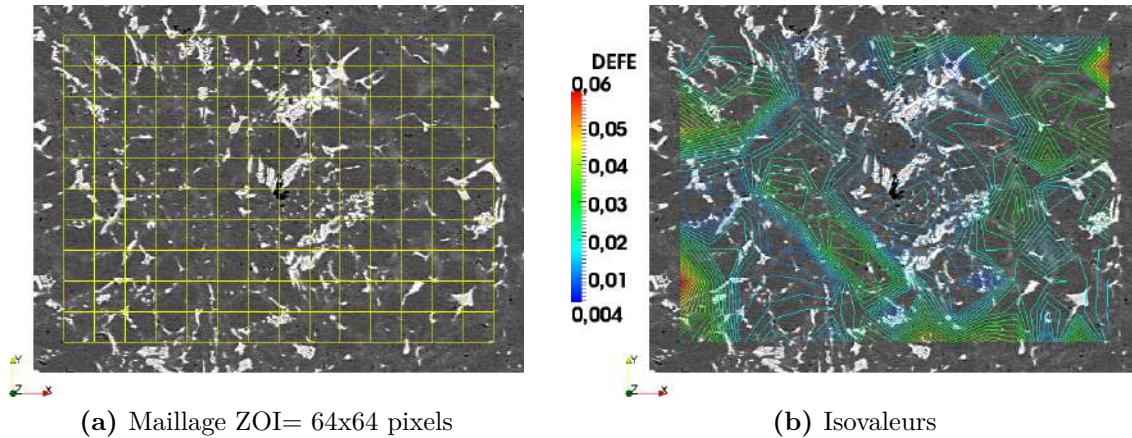 DEFE
0,06
0,05
0,04
0,03
0,02
0,01
0,004
Y
Z
X
Y
Z
X
(a) Maillage ZOI= 64x64 pixels
(b) Isovaleurs